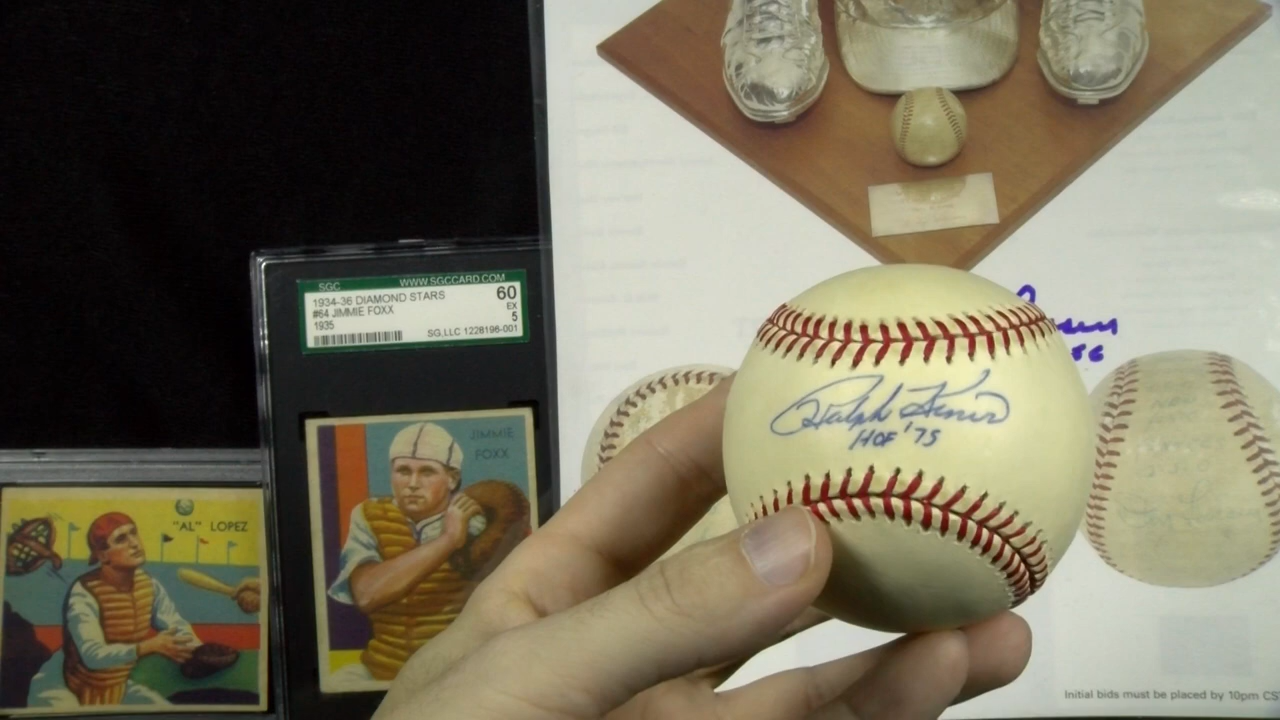 SGC WWW.SGCCARD.COM
1934-36 DIAMOND STARS 60
#64 JIMMIE FOXX EX
1935 5
SG,LLC 1228196-001
JIMMIE
FOXX
"AL" LOPEZ
Ralph Kiner
HOF '75
Initial bids must be placed by 10pm CS